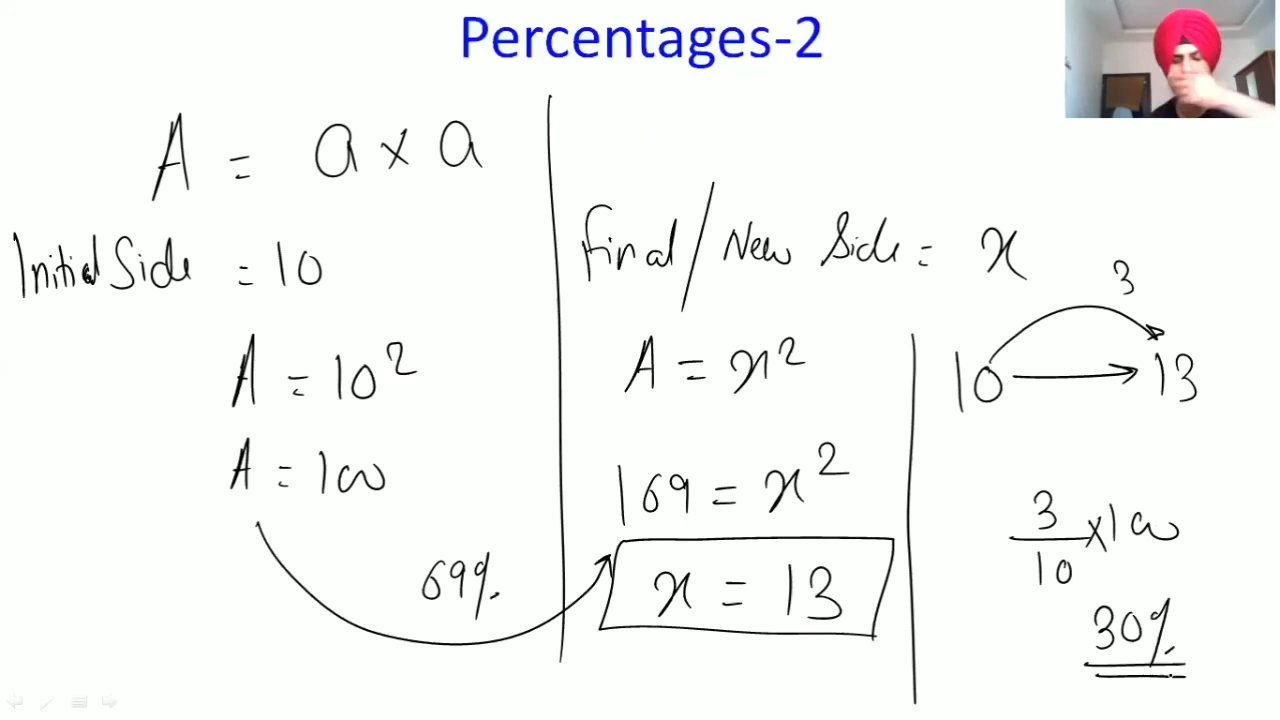 Percentages-2
A = a x a
Initial Side = 10
A = 10²
A = 100
69%.
Final/New Side = x
A = x²
169 = x²
x = 13
3
10 → 13
3/10 x 100
30%.